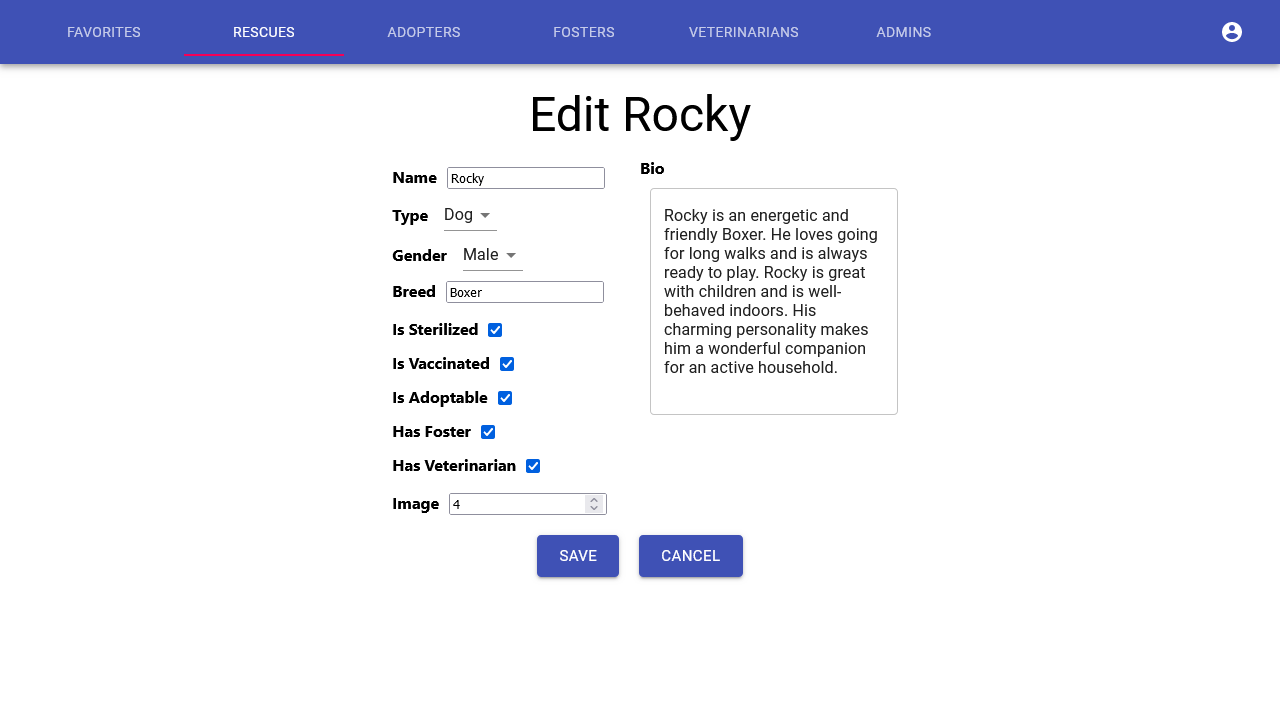 FAVORITES
RESCUES
ADOPTERS
FOSTERS
VETERINARIANS
ADMINS
Edit Rocky
Name
Rocky
Type
Dog
Gender
Male
Breed
Boxer
Is Sterilized
Is Vaccinated
Is Adoptable
Has Foster
Has Veterinarian
Image
4
Bio
Rocky is an energetic and
friendly Boxer. He loves going
for long walks and is always
ready to play. Rocky is great
with children and is well-
behaved indoors. His
charming personality makes
him a wonderful companion
for an active household.
SAVE
CANCEL